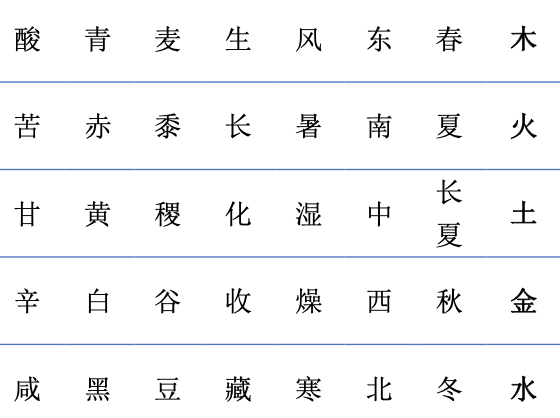 酸 青 麦 生 风 东 春 木
苦 赤 黍 长 暑 南 夏 火
甘 黄 稷 化 湿 中 长夏 土
辛 白 谷 收 燥 西 秋 金
咸 黑 豆 藏 寒 北 冬 水